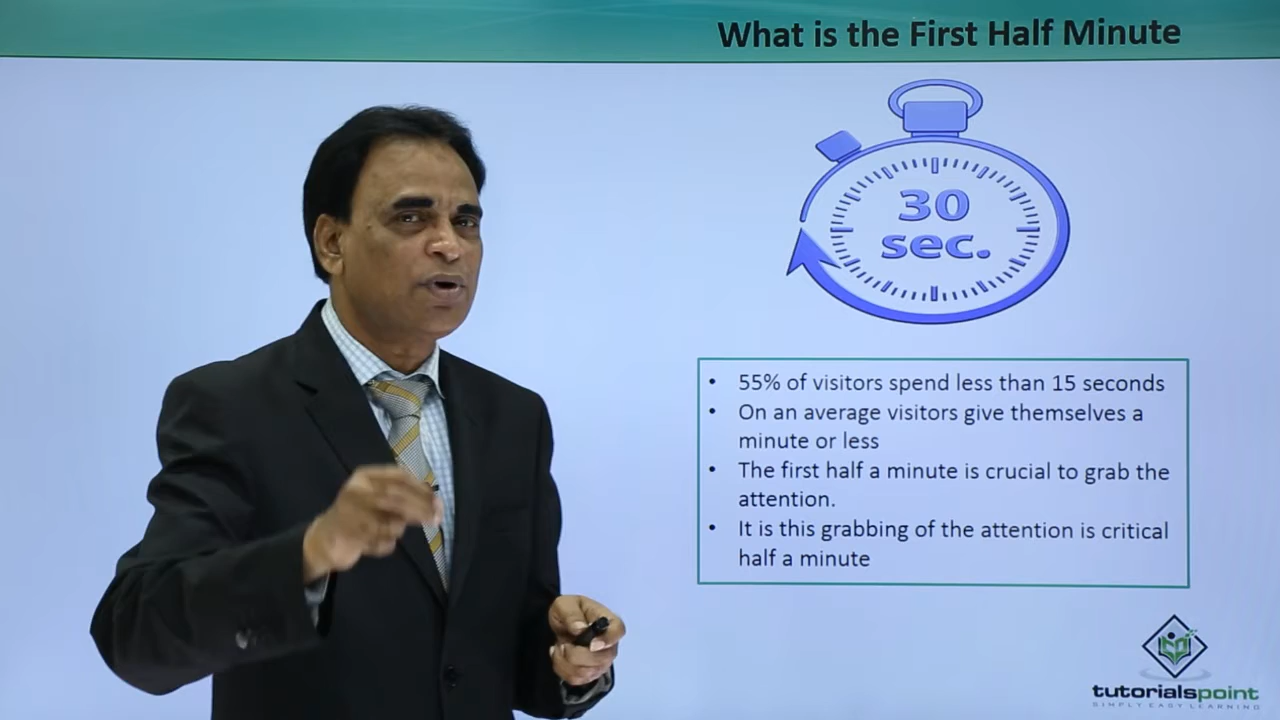 What is the First Half Minute
30
sec.
• 55% of visitors spend less than 15 seconds
• On an average visitors give themselves a
minute or less
• The first half a minute is crucial to grab the
attention.
• It is this grabbing of the attention is critical
half a minute
tutorialspoint
SIMPLY EASY LEARNING